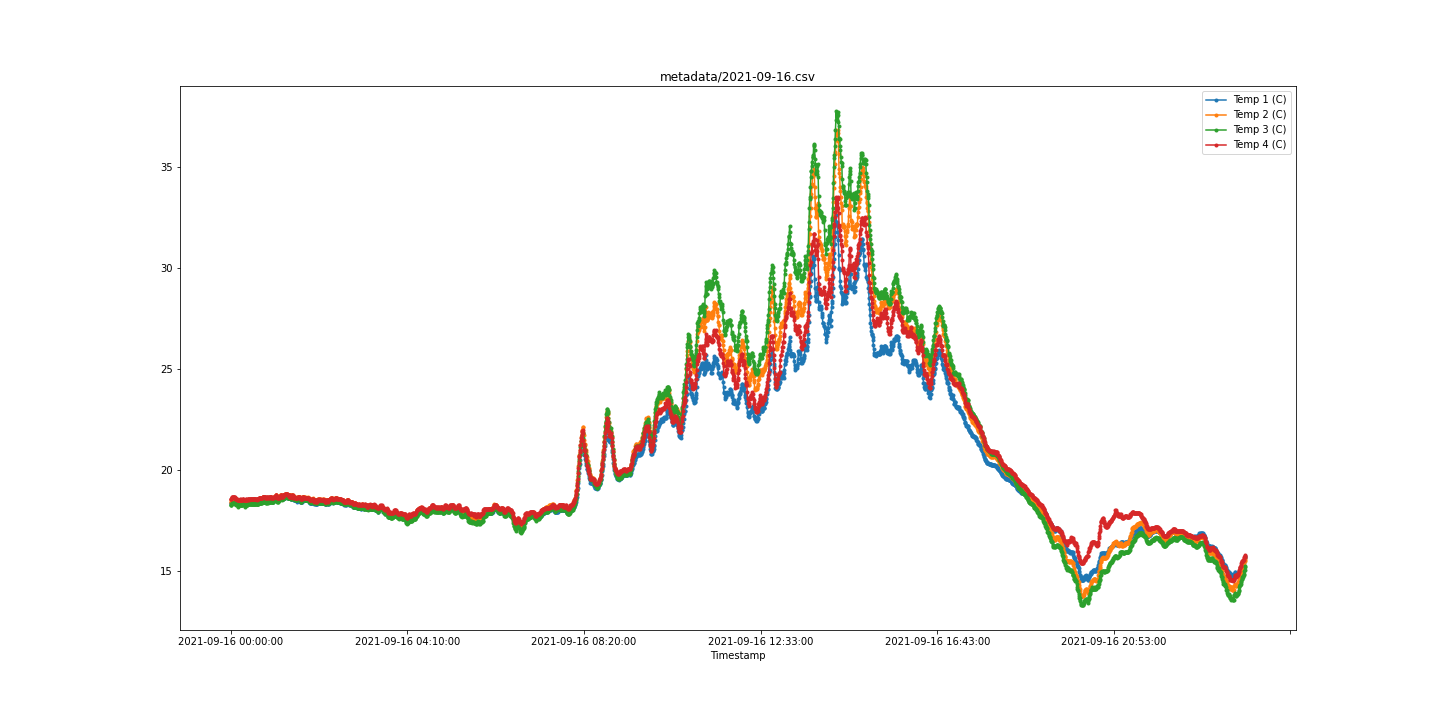 metadata/2021-09-16.csv
Temp 1 (C)
Temp 2 (C)
Temp 3 (C)
Temp 4 (C)
35
30
25
20
15
2021-09-16 00:00:00
2021-09-16 04:10:00
2021-09-16 08:20:00
2021-09-16 12:33:00
2021-09-16 16:43:00
2021-09-16 20:53:00
Timestamp